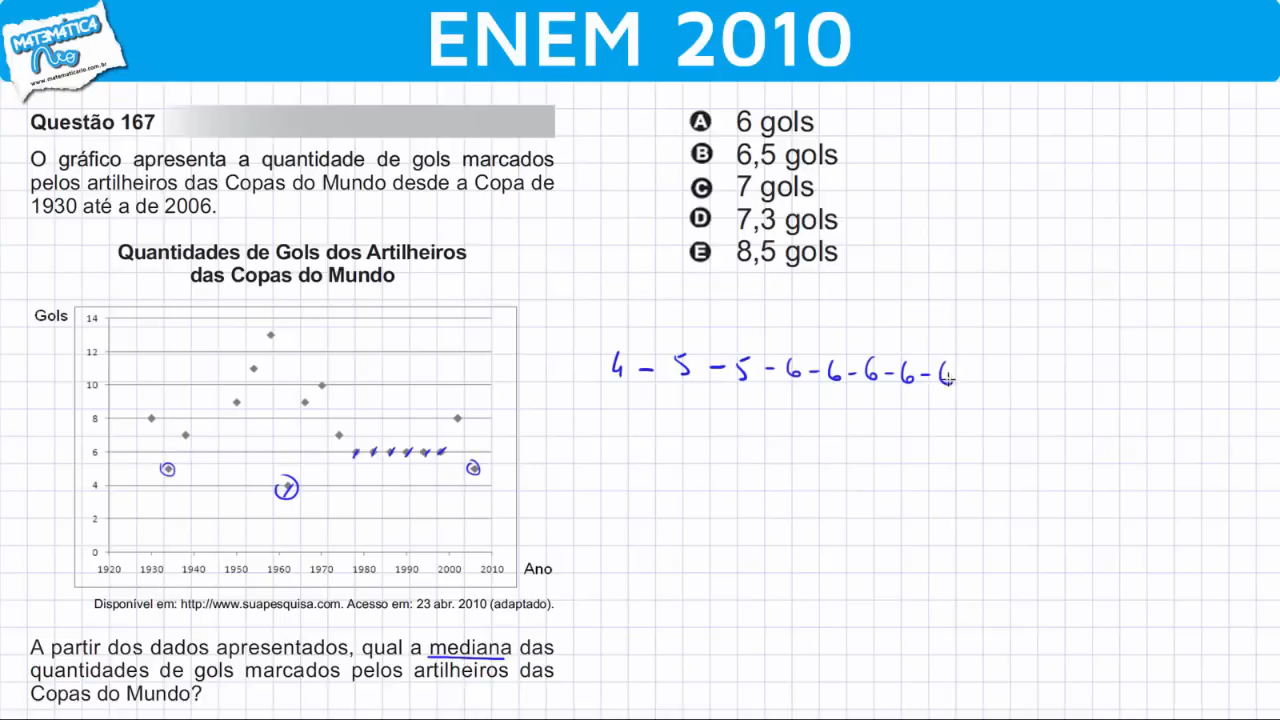 ENEM 2010
MATEMÁTICA
RIO
www.matematicario.com.br
Questão 167
O gráfico apresenta a quantidade de gols marcados
pelos artilheiros das Copas do Mundo desde a Copa de
1930 até a de 2006.
Quantidades de Gols dos Artilheiros
das Copas do Mundo
Gols
14
12
10
8
6
4
2
0
1920 1930 1940 1950 1960 1970 1980 1990 2000 2010
Ano
Disponível em: http://www.suapesquisa.com. Acesso em: 23 abr. 2010 (adaptado).
A partir dos dados apresentados, qual a mediana das
quantidades de gols marcados pelos artilheiros das
Copas do Mundo?
A 6 gols
B 6,5 gols
C 7 gols
D 7,3 gols
E 8,5 gols
4 - 5 - 5 - 6 - 6 - 6 - 6 - 6